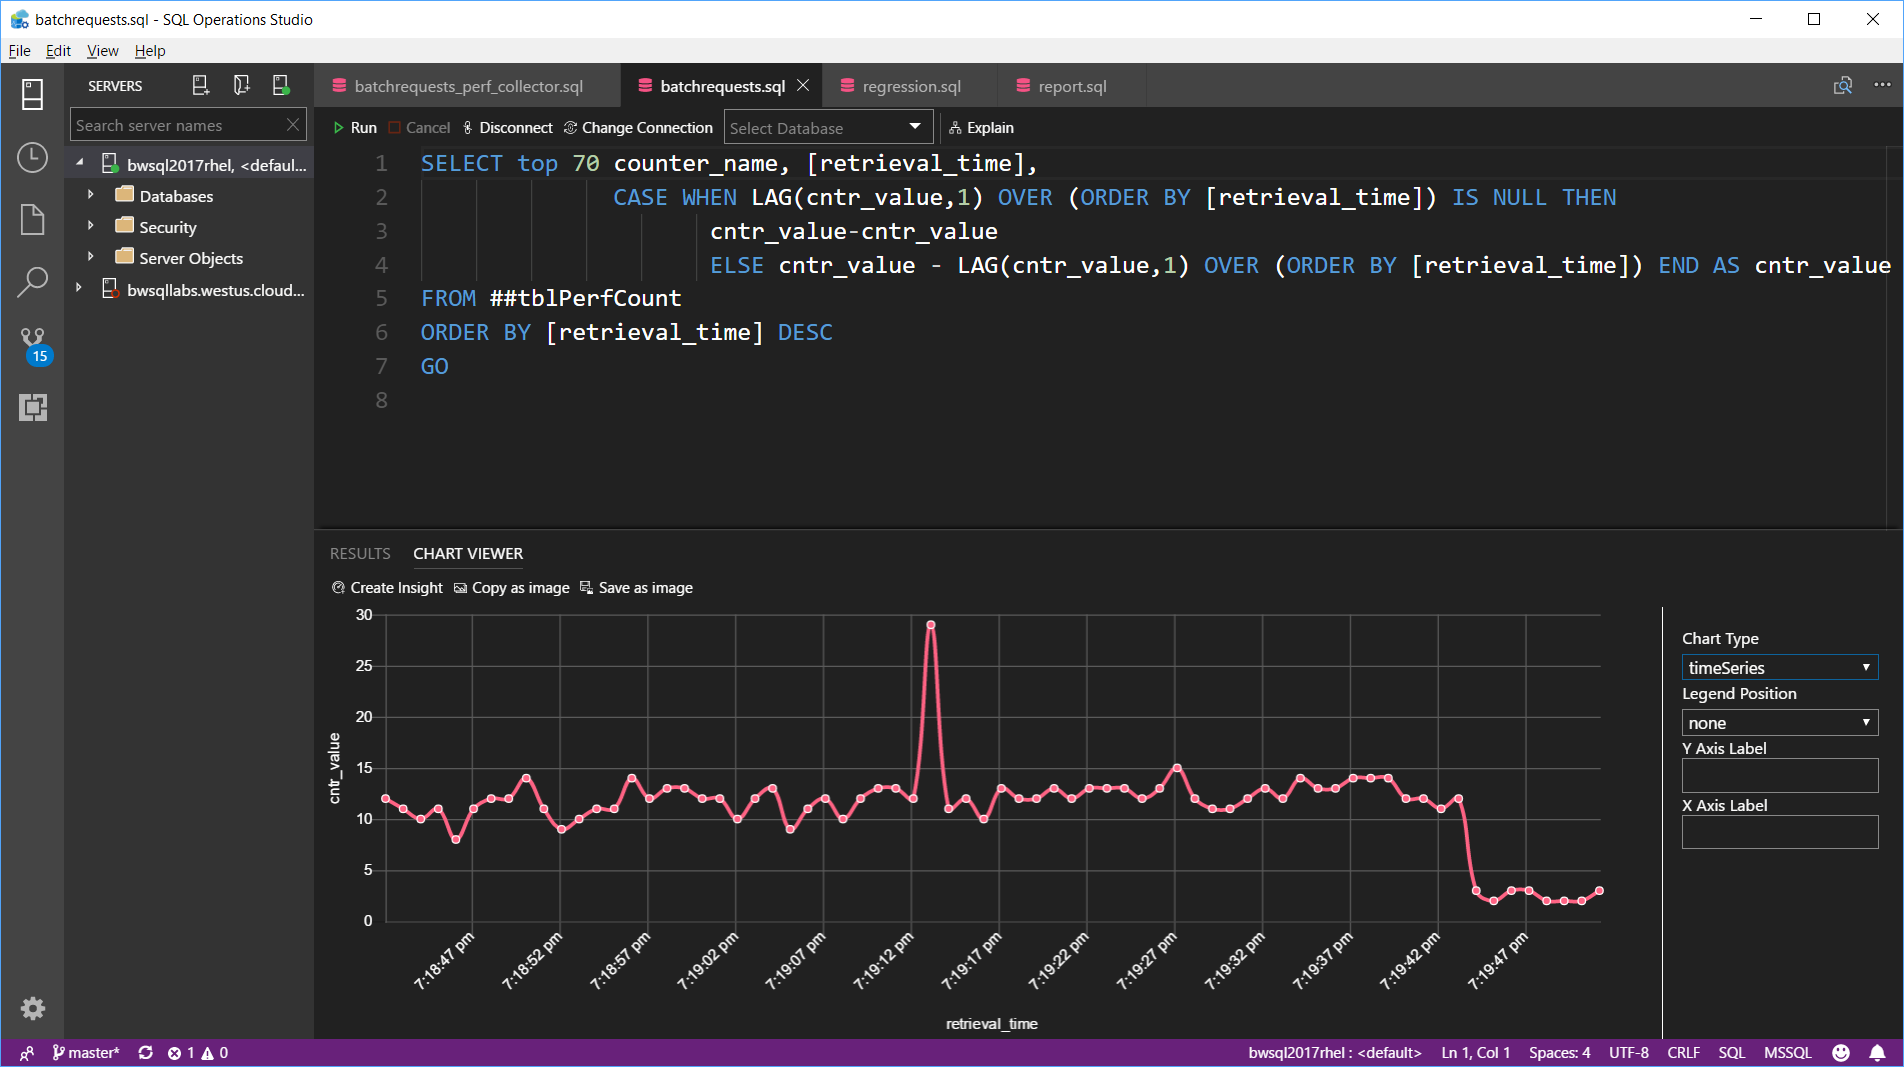 batchrequests.sql - SQL Operations Studio
File Edit View Help
SERVERS
Search server names
bwsql2017rhel, <defaul...
Databases
Security
Server Objects
bwsqllabs.westus.cloud...
15
batchrequests_perf_collector.sql batchrequests.sql regression.sql report.sql
Run Cancel Disconnect Change Connection Select Database Explain
1 SELECT top 70 counter_name, [retrieval_time],
2 CASE WHEN LAG(cntr_value,1) OVER (ORDER BY [retrieval_time]) IS NULL THEN
3 cntr_value-cntr_value
4 ELSE cntr_value - LAG(cntr_value,1) OVER (ORDER BY [retrieval_time]) END AS cntr_value
5 FROM ##tblPerfCount
6 ORDER BY [retrieval_time] DESC
7 GO
8
RESULTS CHART VIEWER
Create Insight Copy as image Save as image
30
25
20
15
10
5
0
cntr_value
7:18:47 pm 7:18:52 pm 7:18:57 pm 7:19:02 pm 7:19:07 pm 7:19:12 pm 7:19:17 pm 7:19:22 pm 7:19:27 pm 7:19:32 pm 7:19:37 pm 7:19:42 pm 7:19:47 pm
retrieval_time
Chart Type
timeSeries
Legend Position
none
Y Axis Label
X Axis Label
master* 1 0 bwsql2017rhel : <default> Ln 1, Col 1 Spaces: 4 UTF-8 CRLF SQL MSSQL